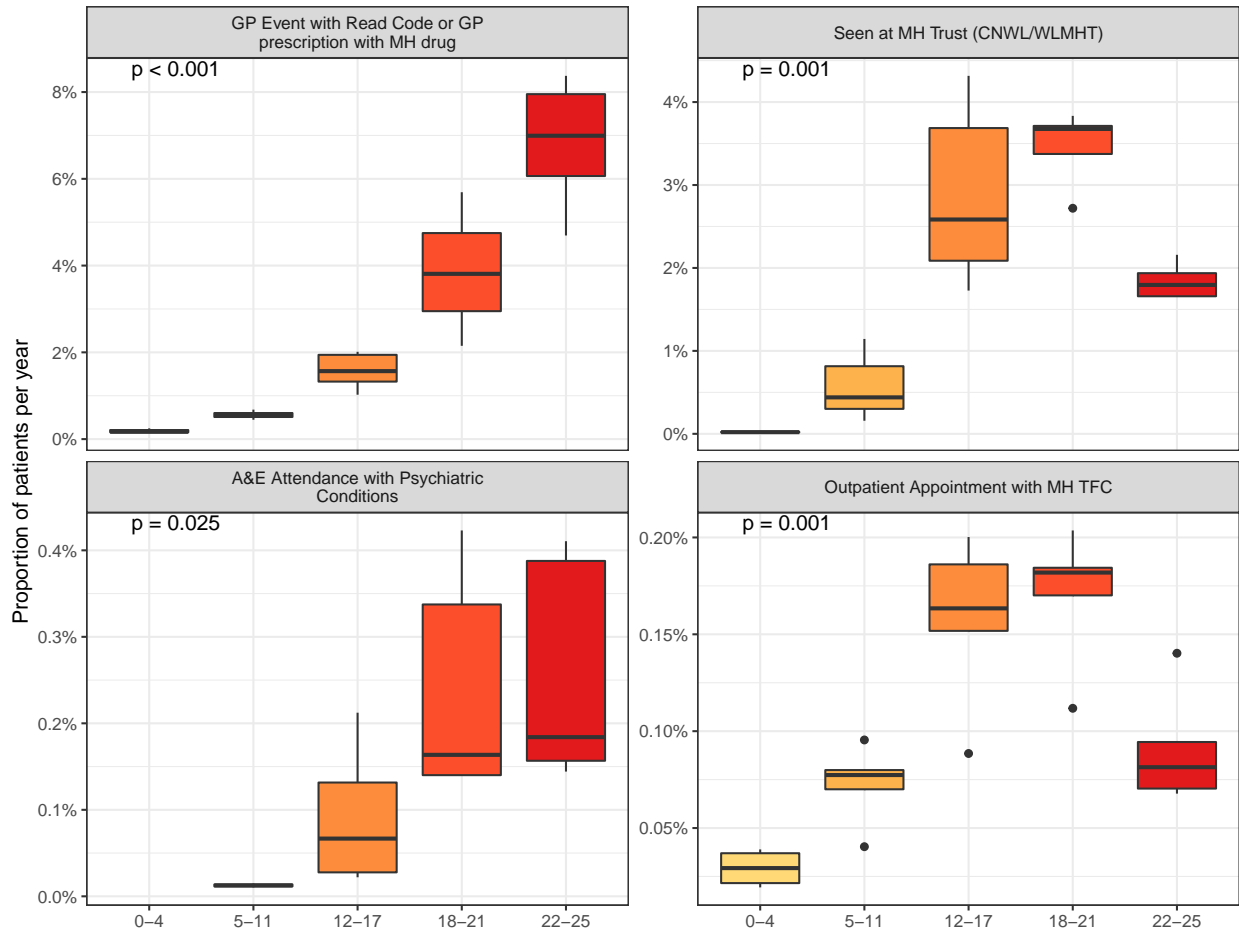 GP Event with Read Code or GP
prescription with MH drug
Seen at MH Trust (CNWL/WLMHT)
p < 0.001
p = 0.001
8%
6%
4%
2%
0%
4%
3%
2%
1%
0%
Proportion of patients per year
A&E Attendance with Psychiatric
Conditions
Outpatient Appointment with MH TFC
p = 0.025
p = 0.001
0.4%
0.3%
0.2%
0.1%
0.0%
0.20%
0.15%
0.10%
0.05%
0–4 5–11 12–17 18–21 22–25
0–4 5–11 12–17 18–21 22–25